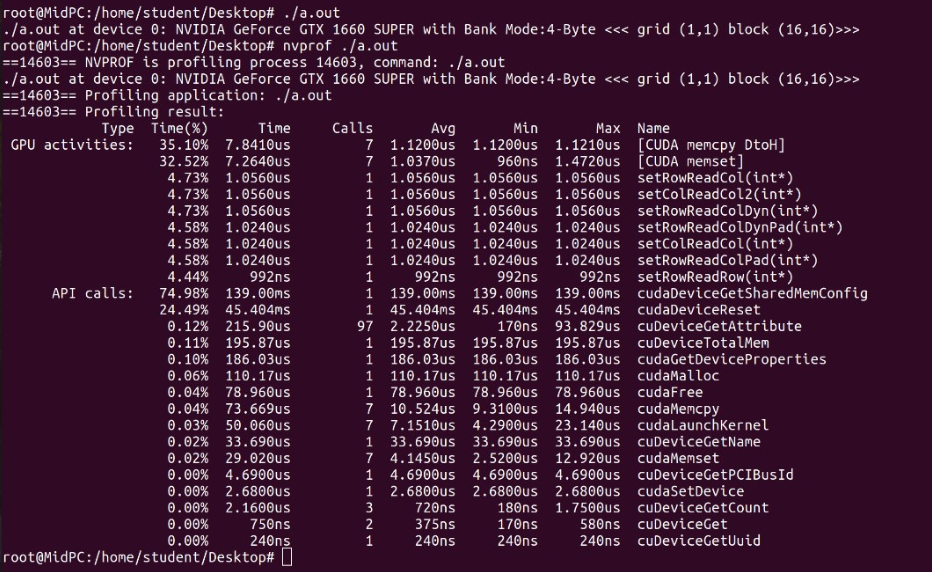 root@MidPC:/home/student/Desktop# ./a.out
./a.out at device 0: NVIDIA GeForce GTX 1660 SUPER with Bank Mode:4-Byte <<< grid (1,1) block (16,16)>>>
root@MidPC:/home/student/Desktop# nvprof ./a.out
==14603== NVPROF is profiling process 14603, command: ./a.out
./a.out at device 0: NVIDIA GeForce GTX 1660 SUPER with Bank Mode:4-Byte <<< grid (1,1) block (16,16)>>>
==14603== Profiling application: ./a.out
==14603== Profiling result:
Type Time(%) Time Calls Avg Min Max Name
GPU activities: 35.10% 7.8410us 7 1.1200us 1.1200us 1.1210us [CUDA memcpy DtoH]
32.52% 7.2640us 7 1.0370us 960ns 1.4720us [CUDA memset]
4.73% 1.0560us 1 1.0560us 1.0560us 1.0560us setRowReadCol(int*)
4.73% 1.0560us 1 1.0560us 1.0560us 1.0560us setColReadCol2(int*)
4.73% 1.0560us 1 1.0560us 1.0560us 1.0560us setRowReadColDyn(int*)
4.58% 1.0240us 1 1.0240us 1.0240us 1.0240us setRowReadColDynPad(int*)
4.58% 1.0240us 1 1.0240us 1.0240us 1.0240us setColReadCol(int*)
4.58% 1.0240us 1 1.0240us 1.0240us 1.0240us setRowReadColPad(int*)
4.44% 992ns 1 992ns 992ns 992ns setRowReadRow(int*)
API calls: 74.98% 139.00ms 1 139.00ms 139.00ms 139.00ms cudaDeviceGetSharedMemConfig
24.49% 45.404ms 1 45.404ms 45.404ms 45.404ms cudaDeviceReset
0.12% 215.90us 97 2.2250us 170ns 93.829us cuDeviceGetAttribute
0.11% 195.87us 1 195.87us 195.87us 195.87us cuDeviceTotalMem
0.10% 186.03us 1 186.03us 186.03us 186.03us cudaGetDeviceProperties
0.06% 110.17us 1 110.17us 110.17us 110.17us cudaMalloc
0.04% 78.960us 1 78.960us 78.960us 78.960us cudaFree
0.04% 73.669us 7 10.524us 9.3100us 14.940us cudaMemcpy
0.03% 50.060us 7 7.1510us 4.2900us 23.140us cudaLaunchKernel
0.02% 33.690us 1 33.690us 33.690us 33.690us cuDeviceGetName
0.02% 29.020us 7 4.1450us 2.5200us 12.920us cudaMemset
0.00% 4.6900us 1 4.6900us 4.6900us 4.6900us cuDeviceGetPCIBusId
0.00% 2.6800us 1 2.6800us 2.6800us 2.6800us cudaSetDevice
0.00% 2.1600us 3 720ns 180ns 1.7500us cuDeviceGetCount
0.00% 750ns 2 375ns 170ns 580ns cuDeviceGet
0.00% 240ns 1 240ns 240ns 240ns cuDeviceGetUuid
root@MidPC:/home/student/Desktop#